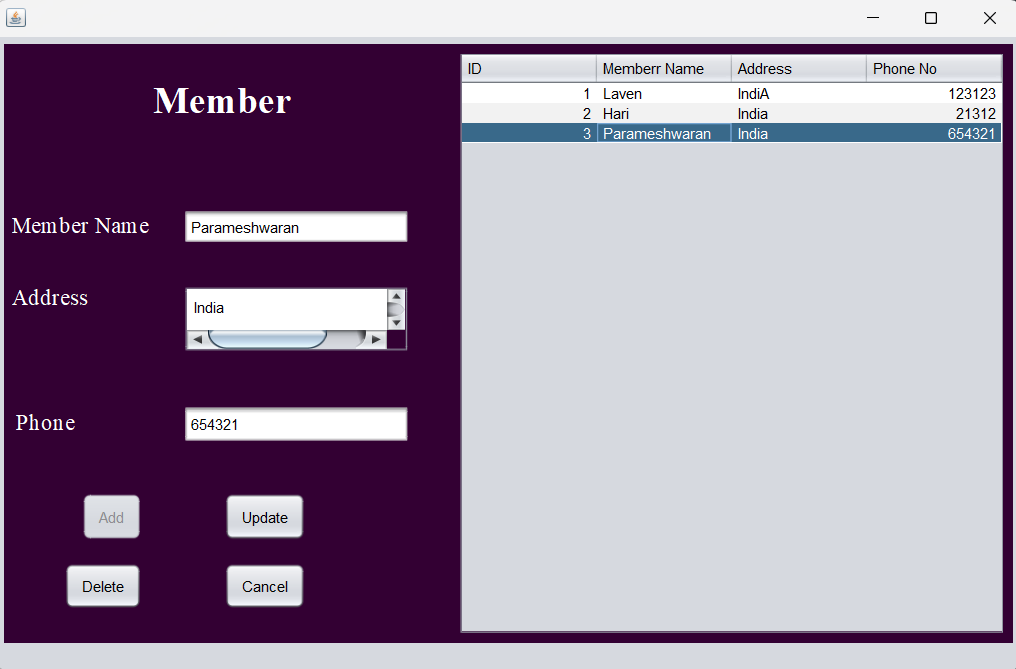 Member
Member Name
Parameshwaran
Address
India
Phone
654321
Add
Update
Delete
Cancel
ID Memberr Name Address Phone No
1 Laven IndiA 123123
2 Hari India 21312
3 Parameshwaran India 654321